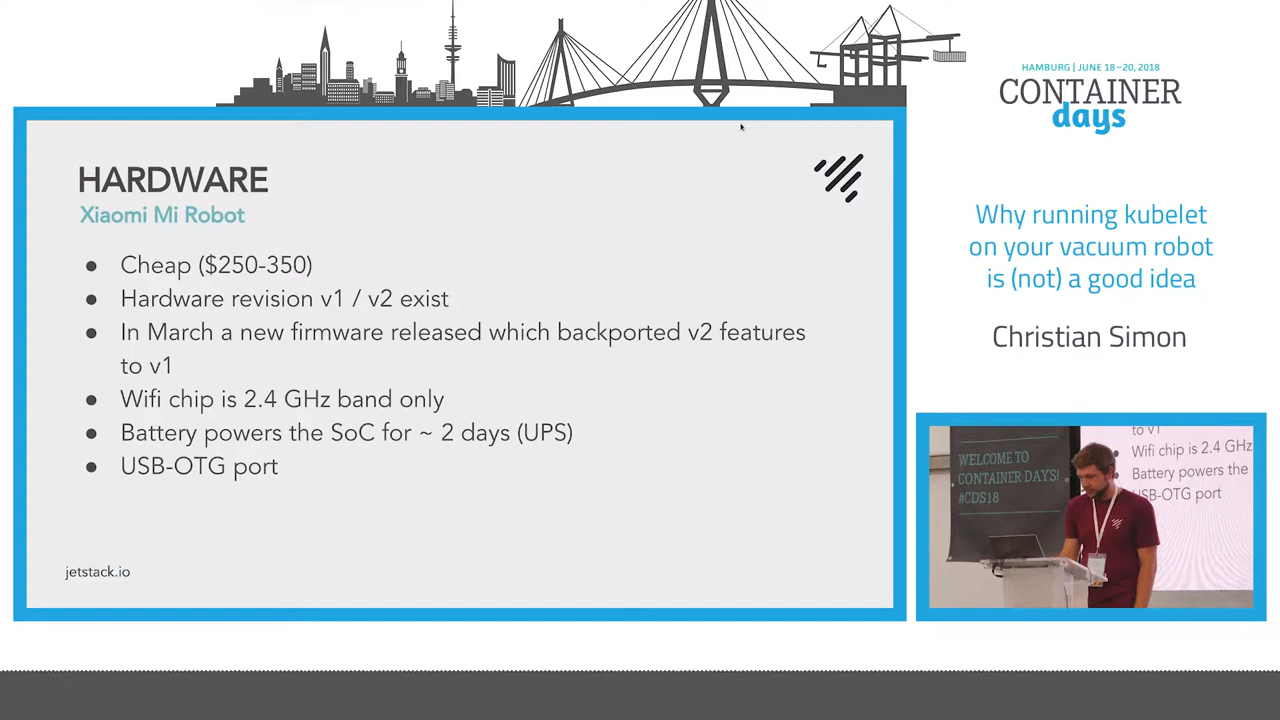 HAMBURG | JUNE 18–20, 2018
CONTAINER
days
HARDWARE
Xiaomi Mi Robot
● Cheap ($250-350)
● Hardware revision v1 / v2 exist
● In March a new firmware released which backported v2 features
to v1
● Wifi chip is 2.4 GHz band only
● Battery powers the SoC for ~ 2 days (UPS)
● USB-OTG port
jetstack.io
Why running kubelet
on your vacuum robot
is (not) a good idea
Christian Simon
WELCOME TO
CONTAINER DAYS!
#CDS18
to v1
Wifi chip is 2.4 GHz
Battery powers the
USB-OTG port